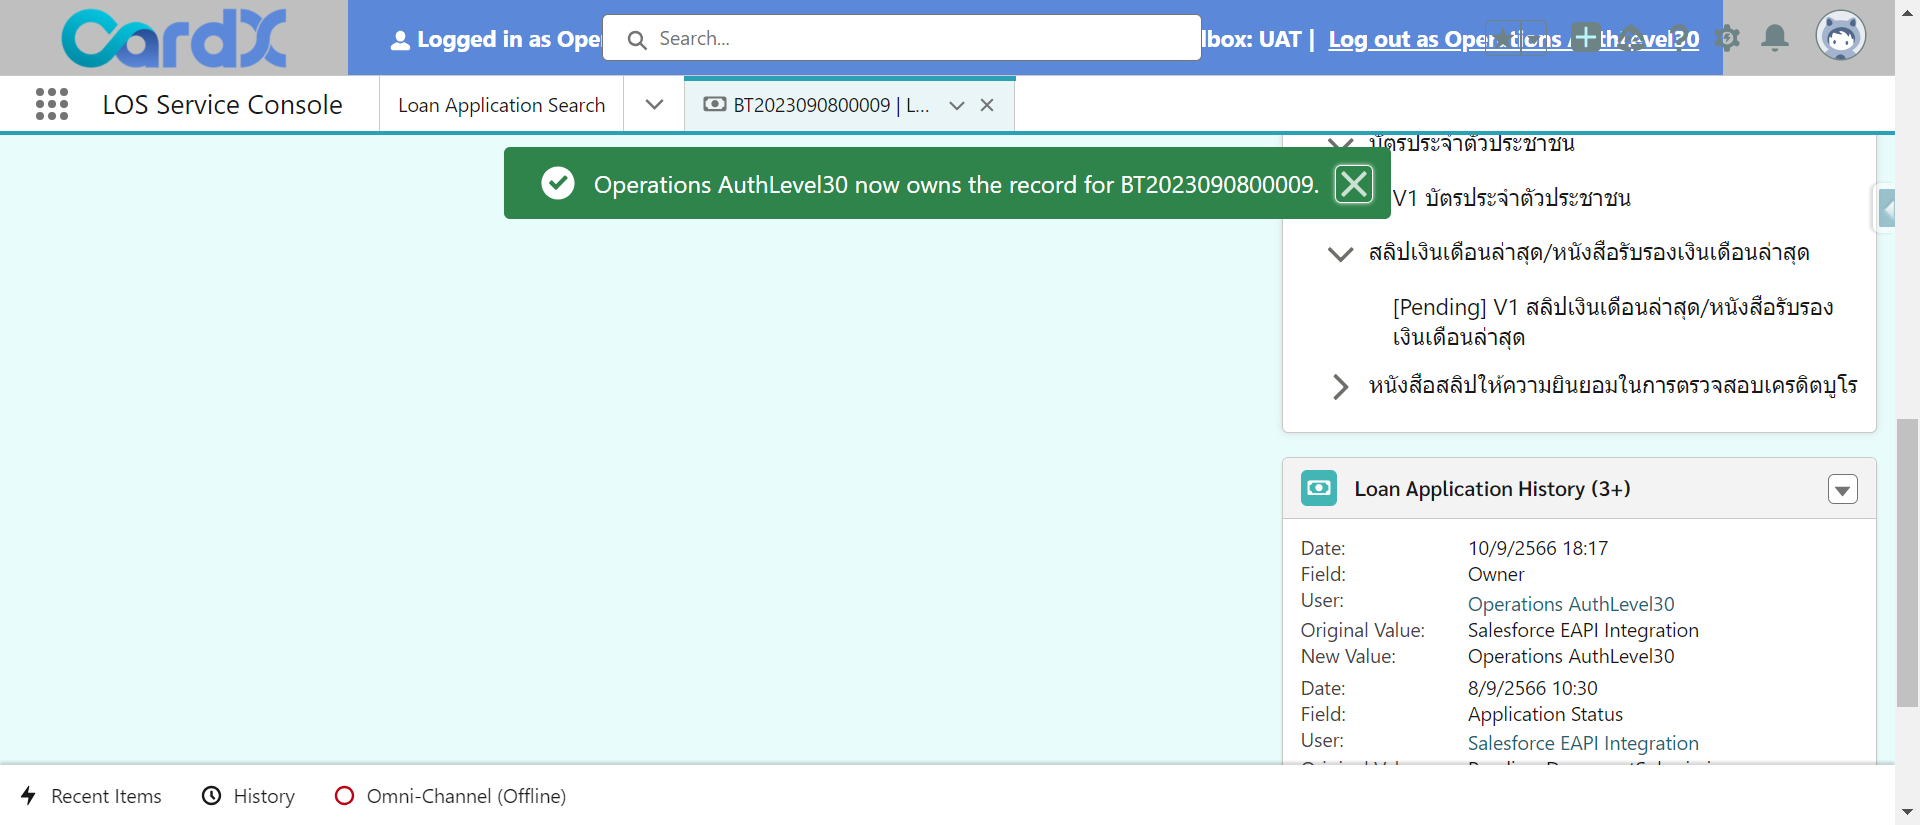 CardX
Logged in as Ope
Search...
lbox: UAT | Log out as Operations AuthLevel30
LOS Service Console
Loan Application Search
BT2023090800009 | L...
บัตรประจำตัวประชาชน
Operations AuthLevel30 now owns the record for BT2023090800009.
V1 บัตรประจำตัวประชาชน
สลิปเงินเดือนล่าสุด/หนังสือรับรองเงินเดือนล่าสุด
[Pending] V1 สลิปเงินเดือนล่าสุด/หนังสือรับรอง
เงินเดือนล่าสุด
หนังสือสลิปให้ความยินยอมในการตรวจสอบเครดิตบูโร
Loan Application History (3+)
Date: 10/9/2566 18:17
Field: Owner
User: Operations AuthLevel30
Original Value: Salesforce EAPI Integration
New Value: Operations AuthLevel30
Date: 8/9/2566 10:30
Field: Application Status
User: Salesforce EAPI Integration
Recent Items
History
Omni-Channel (Offline)